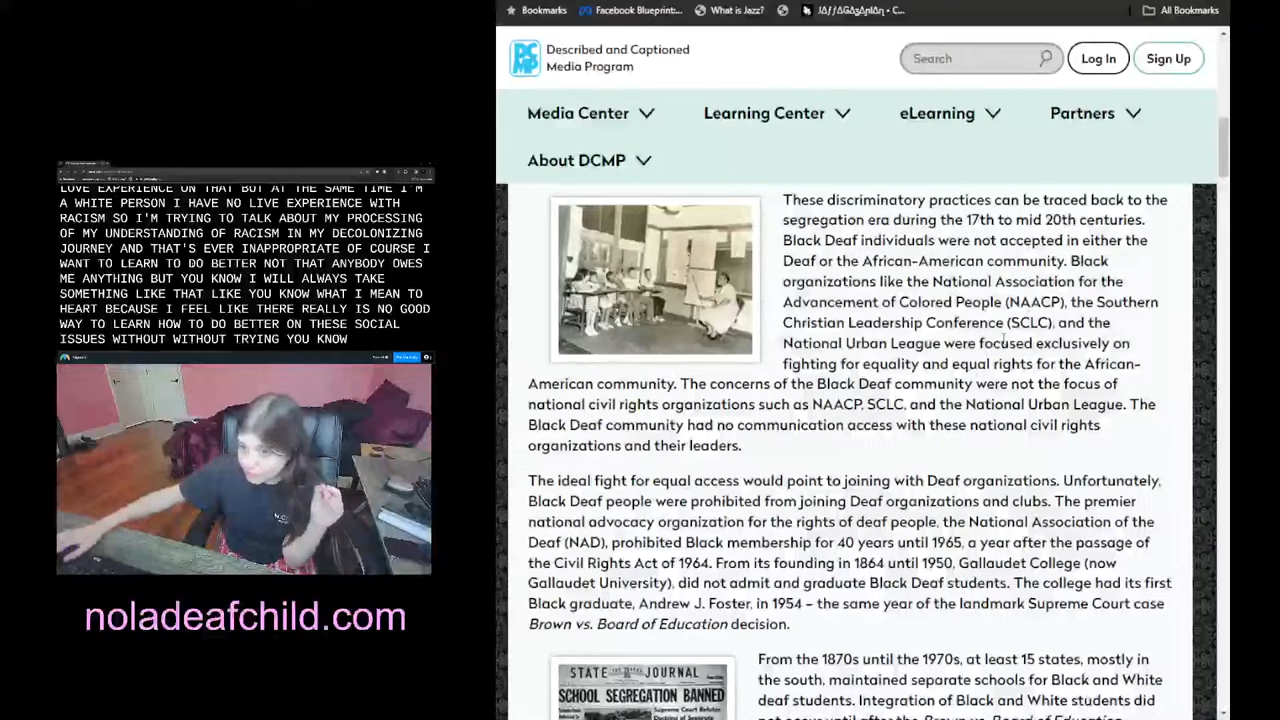 Bookmarks
Facebook Blueprint:...
What is Jazz?
All Bookmarks
Described and Captioned
Media Program
Search
Log In
Sign Up
Media Center
Learning Center
eLearning
Partners
About DCMP
LOVE EXPERIENCE ON THAT BUT AT THE SAME TIME I'M
A WHITE PERSON I HAVE NO LIVE EXPERIENCE WITH
RACISM SO I'M TRYING TO TALK ABOUT MY PROCESSING
OF MY UNDERSTANDING OF RACISM IN MY DECOLONIZING
JOURNEY AND THAT'S EVER INAPPROPRIATE OF COURSE I
WANT TO LEARN TO DO BETTER NOT THAT ANYBODY OWES
ME ANYTHING BUT YOU KNOW I WILL ALWAYS TAKE
SOMETHING LIKE THAT LIKE YOU KNOW WHAT I MEAN TO
HEART BECAUSE I FEEL LIKE THERE REALLY IS NO GOOD
WAY TO LEARN HOW TO DO BETTER ON THESE SOCIAL
ISSUES WITHOUT WITHOUT TRYING YOU KNOW
noladeafchild.com
These discriminatory practices can be traced back to the
segregation era during the 17th to mid 20th centuries.
Black Deaf individuals were not accepted in either the
Deaf or the African-American community. Black
organizations like the National Association for the
Advancement of Colored People (NAACP), the Southern
Christian Leadership Conference (SCLC), and the
National Urban League were focused exclusively on
fighting for equality and equal rights for the African-
American community. The concerns of the Black Deaf community were not the focus of
national civil rights organizations such as NAACP, SCLC, and the National Urban League. The
Black Deaf community had no communication access with these national civil rights
organizations and their leaders.
The ideal fight for equal access would point to joining with Deaf organizations. Unfortunately,
Black Deaf people were prohibited from joining Deaf organizations and clubs. The premier
national advocacy organization for the rights of deaf people, the National Association of the
Deaf (NAD), prohibited Black membership for 40 years until 1965, a year after the passage of
the Civil Rights Act of 1964. From its founding in 1864 until 1950, Gallaudet College (now
Gallaudet University), did not admit and graduate Black Deaf students. The college had its first
Black graduate, Andrew J. Foster, in 1954 – the same year of the landmark Supreme Court case
Brown vs. Board of Education decision.
STATE JOURNAL
SCHOOL SEGREGATION BANNED
From the 1870s until the 1970s, at least 15 states, mostly in
the south, maintained separate schools for Black and White
deaf students. Integration of Black and White students did